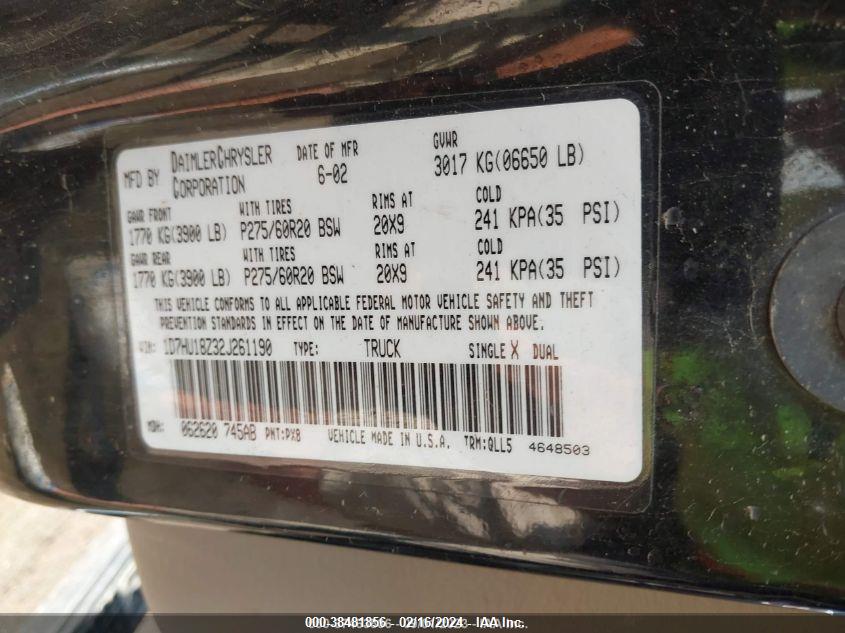 MFD BY DAIMLERCHRYSLER CORPORATION DATE OF MFR 6-02 GVWR 3017 KG(06650 LB)
GAWR FRONT WITH TIRES RIMS AT COLD
1770 KG(3900 LB) P275/60R20 BSW 20X9 241 KPA(35 PSI)
GAWR REAR WITH TIRES RIMS AT COLD
1770 KG(3900 LB) P275/60R20 BSW 20X9 241 KPA(35 PSI)
THIS VEHICLE CONFORMS TO ALL APPLICABLE FEDERAL MOTOR VEHICLE SAFETY AND THEFT
PREVENTION STANDARDS IN EFFECT ON THE DATE OF MANUFACTURE SHOWN ABOVE.
VIN: 1D7HU18Z32J261190 TYPE: TRUCK SINGLE X DUAL
MDH: 062620 745AB PNT:PX8 VEHICLE MADE IN U.S.A. TRM:QLL5 4648503
000-38481856 - 02/16/2024 - IAA Inc.